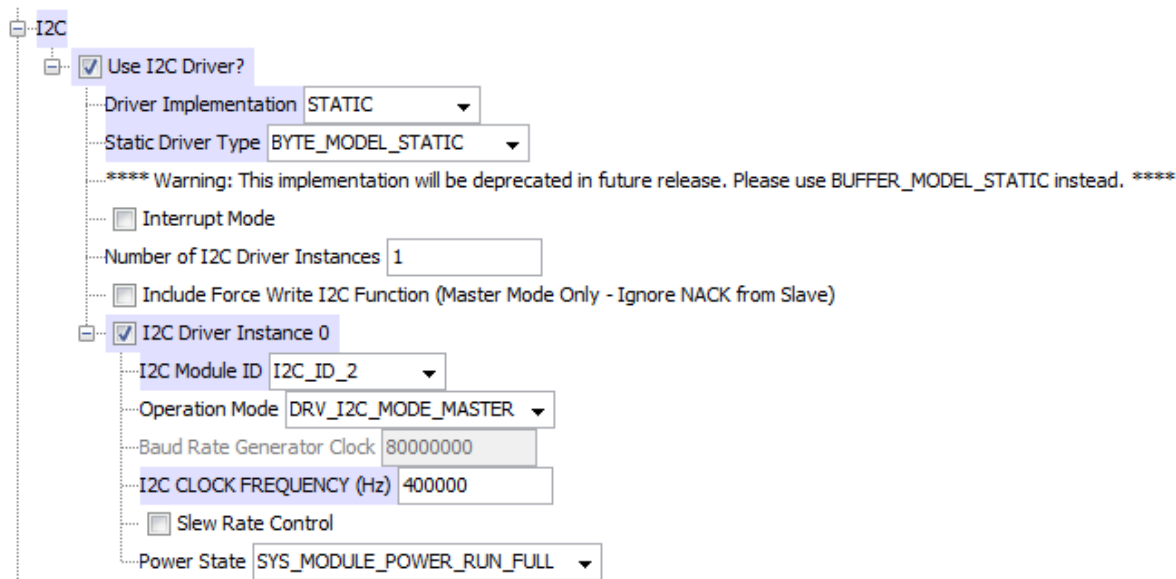 I2C
Use I2C Driver?
Driver Implementation STATIC
Static Driver Type BYTE_MODEL_STATIC
**** Warning: This implementation will be deprecated in future release. Please use BUFFER_MODEL_STATIC instead. ****
Interrupt Mode
Number of I2C Driver Instances 1
Include Force Write I2C Function (Master Mode Only - Ignore NACK from Slave)
I2C Driver Instance 0
I2C Module ID I2C_ID_2
Operation Mode DRV_I2C_MODE_MASTER
Baud Rate Generator Clock 80000000
I2C CLOCK FREQUENCY (Hz) 400000
Slew Rate Control
Power State SYS_MODULE_POWER_RUN_FULL